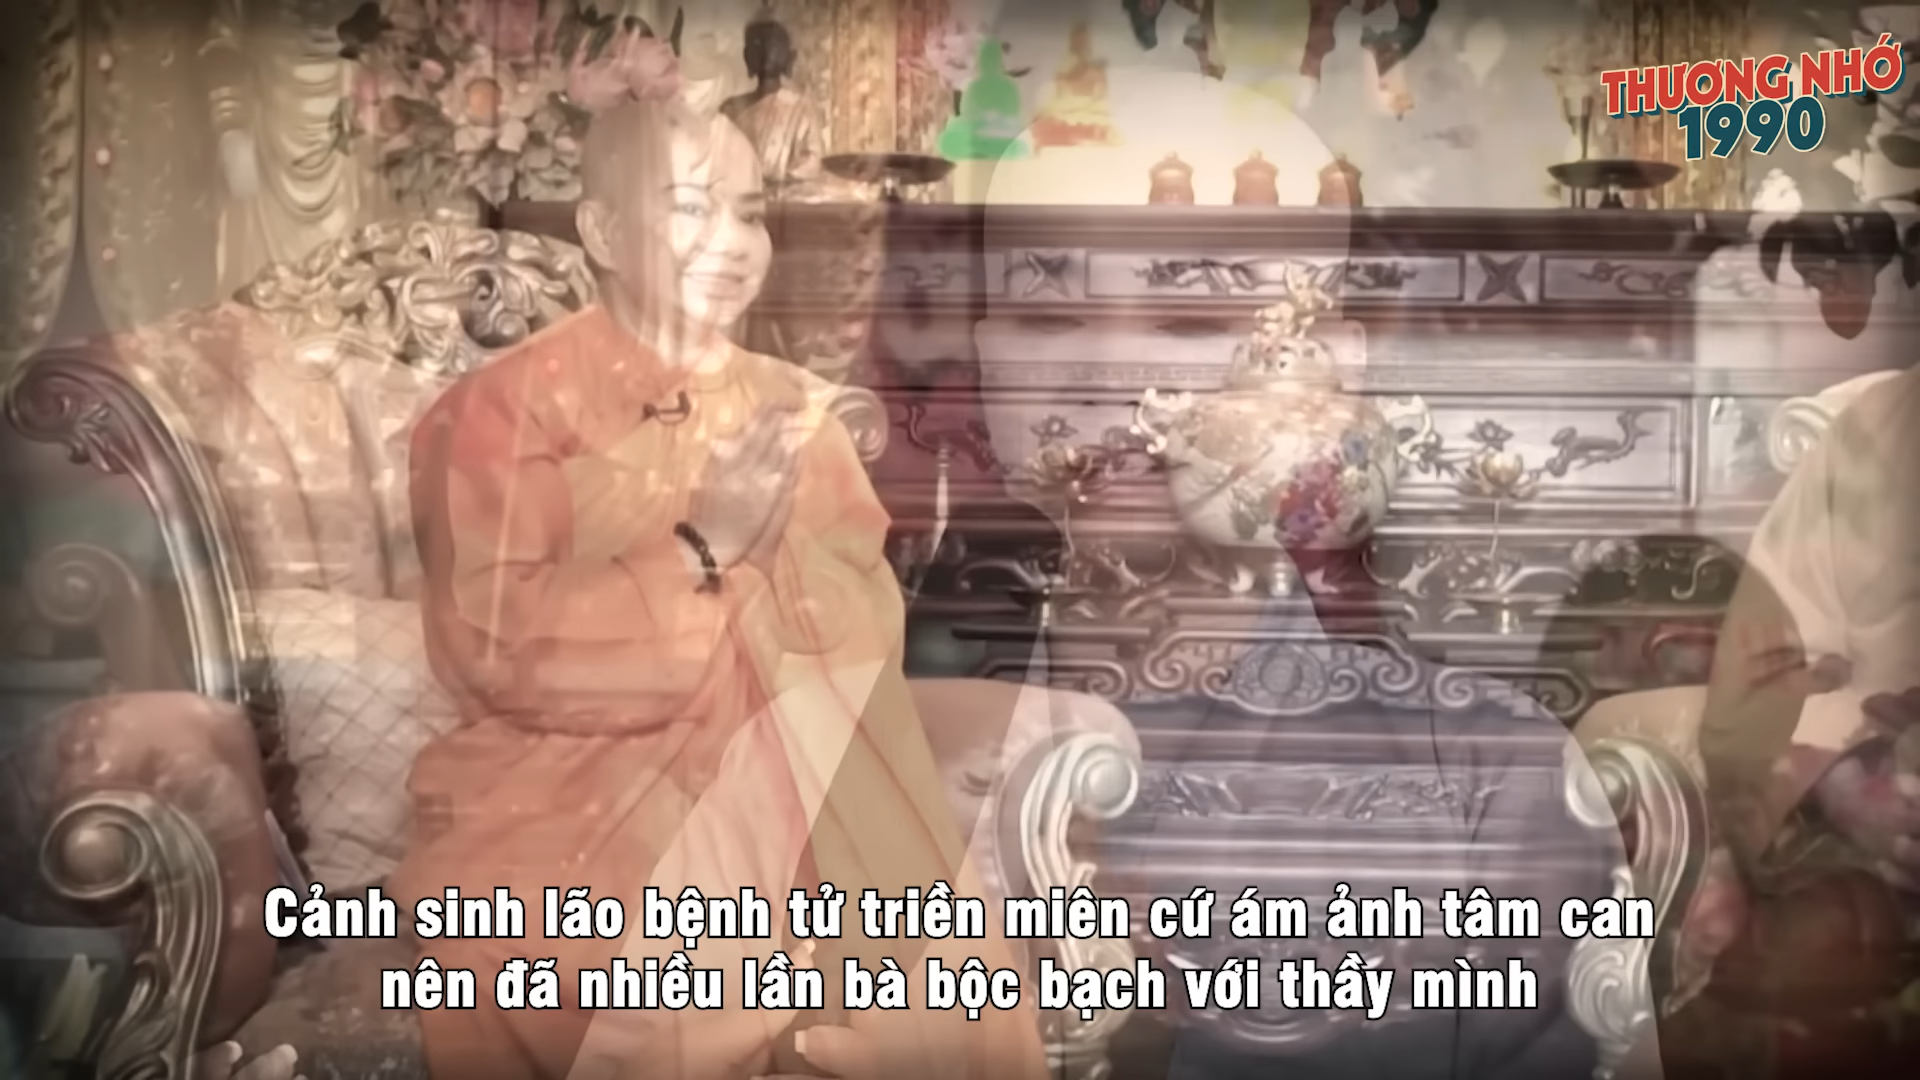 THƯƠNG NHỚ
1990
Cảnh sinh lão bệnh tử triền miên cứ ám ảnh tâm can
nên đã nhiều lần bà bộc bạch với thầy mình